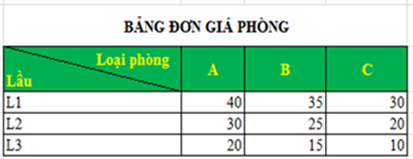 BẢNG ĐƠN GIÁ PHÒNG
Loại phòng A B C
Lầu
L1 40 35 30
L2 30 25 20
L3 20 15 10